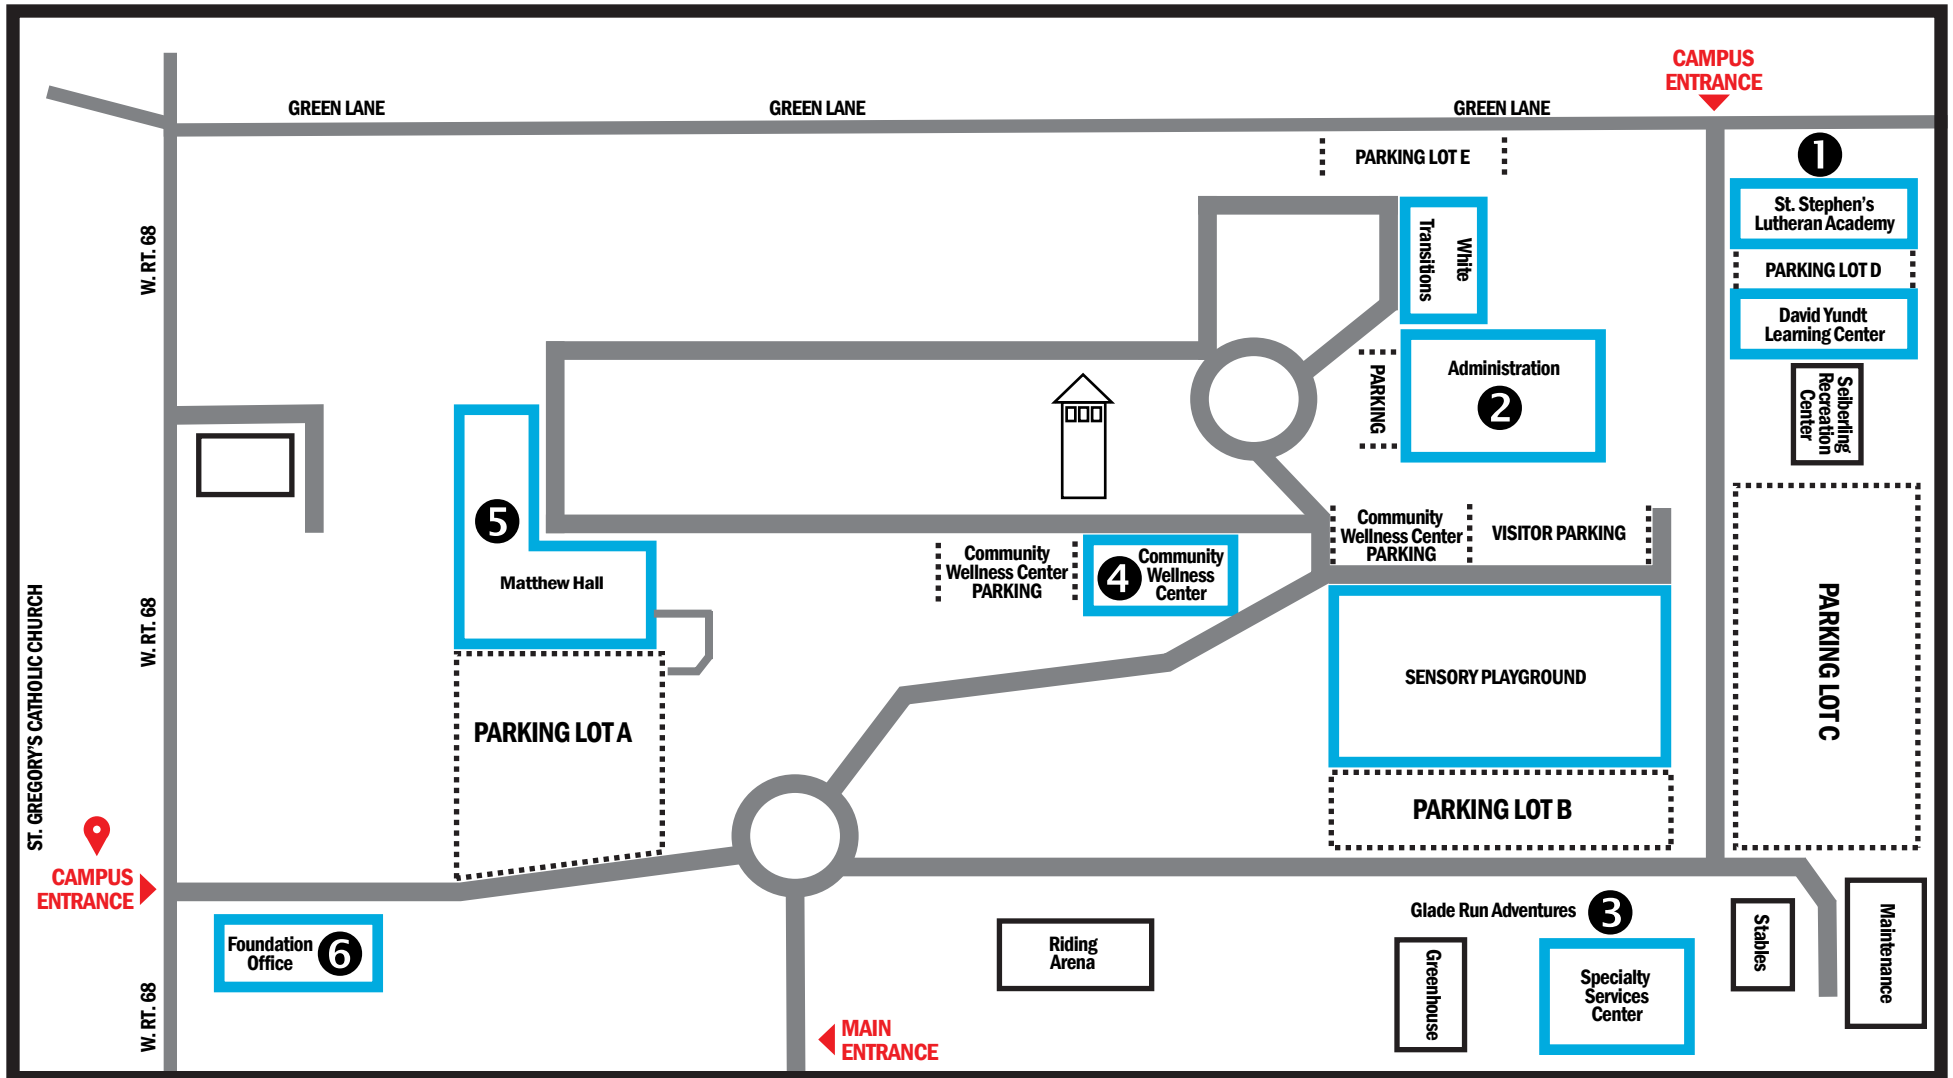 CAMPUS
ENTRANCE
GREEN LANE
GREEN LANE
GREEN LANE
PARKING LOT E
1
St. Stephen's
Lutheran Academy
PARKING LOT D
David Yundt
Learning Center
Seiberling
Recreation
Center
White
Transitions
W. RT. 68
Administration
2
PARKING
5
Matthew Hall
Community
Wellness Center
PARKING
4
Community
Wellness
Center
Community
Wellness Center
PARKING
VISITOR PARKING
PARKING LOT C
W. RT. 68
ST. GREGORY'S CATHOLIC CHURCH
SENSORY PLAYGROUND
PARKING LOT A
PARKING LOT B
CAMPUS
ENTRANCE
Foundation
Office
6
Riding
Arena
Glade Run Adventures
3
Greenhouse
Specialty
Services
Center
Stables
Maintenance
W. RT. 68
MAIN
ENTRANCE